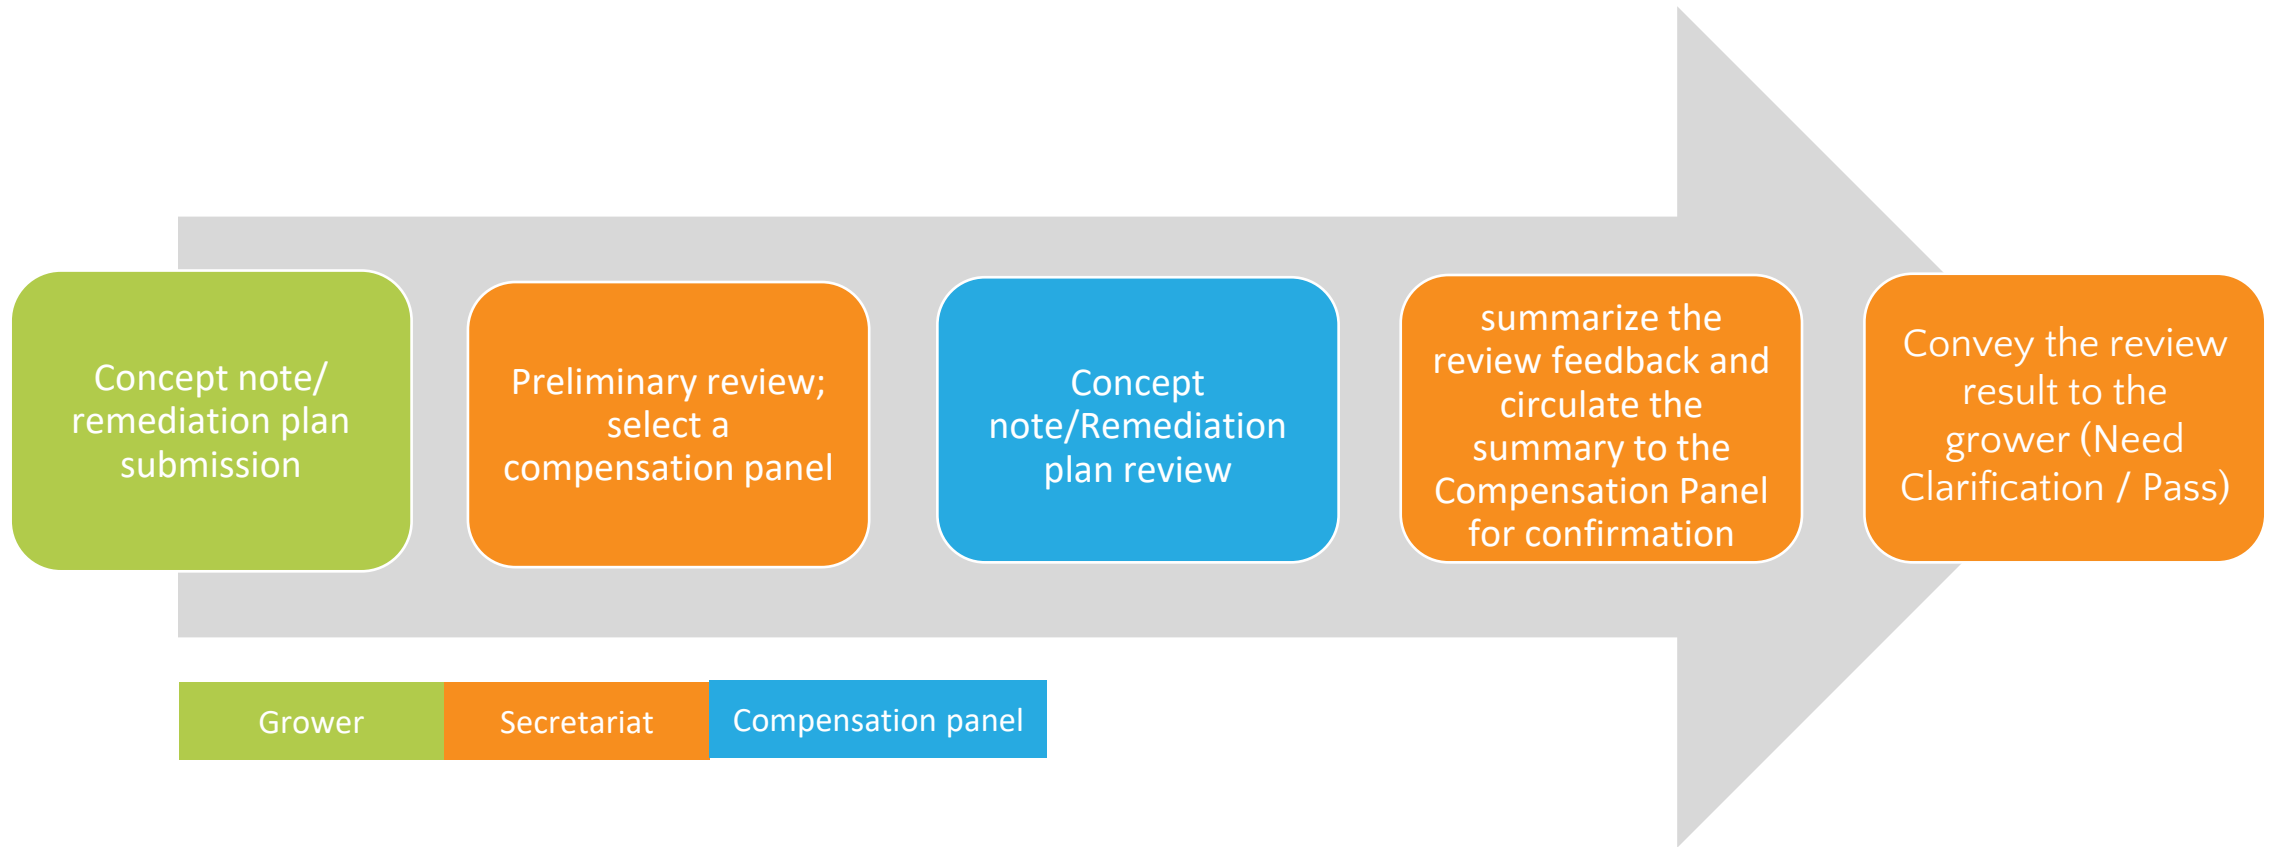 Concept note/
remediation plan
submission
Preliminary review;
select a
compensation panel
Concept
note/Remediation
plan review
summarize the
review feedback and
circulate the
summary to the
Compensation Panel
for confirmation
Convey the review
result to the
grower (Need
Clarification / Pass)
Grower
Secretariat
Compensation panel